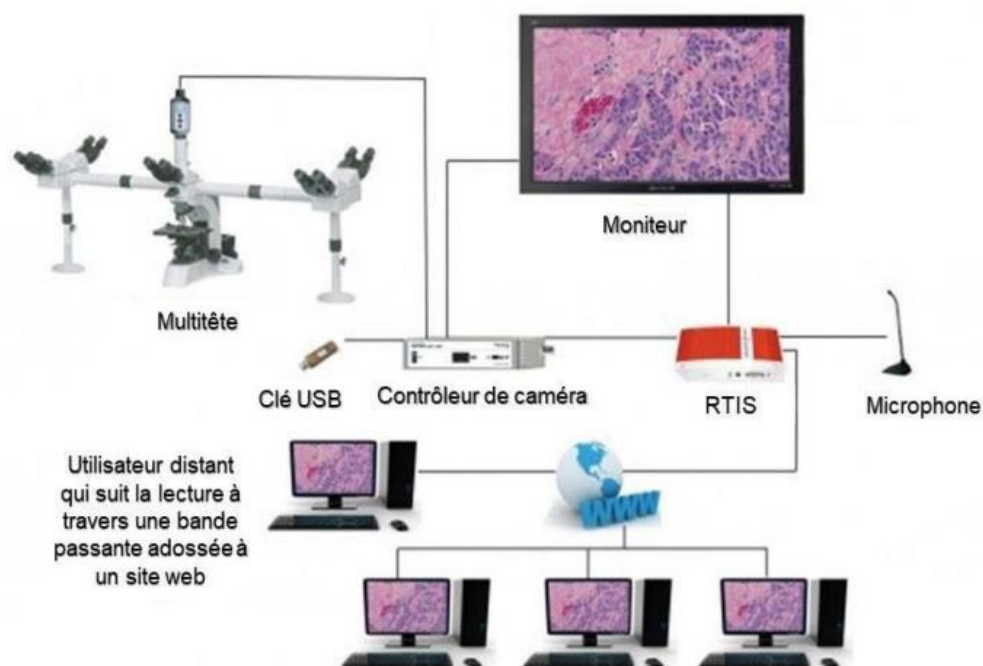 Moniteur
Multitête
Clé USB
Contrôleur de caméra
RTIS
Microphone
Utilisateur distant
qui suit la lecture à
travers une bande
passante adossée à
un site web
WWW